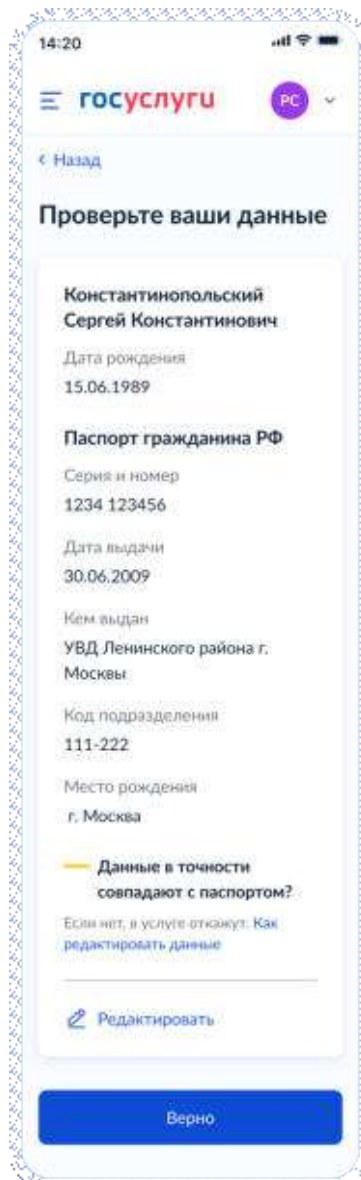 14:20
госуслуги
РС
Назад
Проверьте ваши данные
Константинопольский
Сергей Константинович
Дата рождения
15.06.1989
Паспорт гражданина РФ
Серия и номер
1234 123456
Дата выдачи
30.06.2009
Кем выдан
УВД Ленинского района г.
Москвы
Код подразделения
111-222
Место рождения
г. Москва
Данные в точности
совпадают с паспортом?
Если нет, в услуге откажут. Как
редактировать данные
Редактировать
Верно